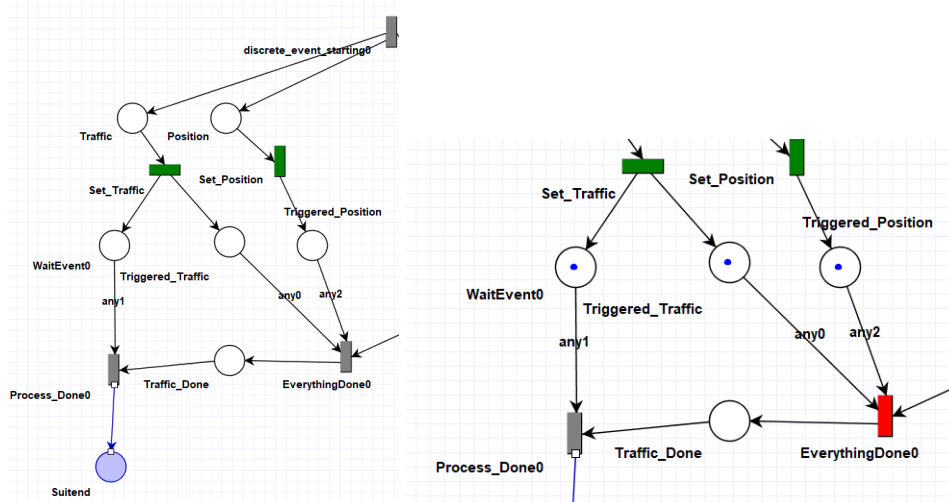 discrete_event_starting0
Traffic
Position
Set_Traffic
Set_Position
Triggered_Position
WaitEvent0
Triggered_Traffic
any1
any0
any2
Process_Done0
Traffic_Done
EverythingDone0
Suitend
Set_Traffic
Set_Position
Triggered_Position
WaitEvent0
Triggered_Traffic
any1
any0
any2
Process_Done0
Traffic_Done
EverythingDone0